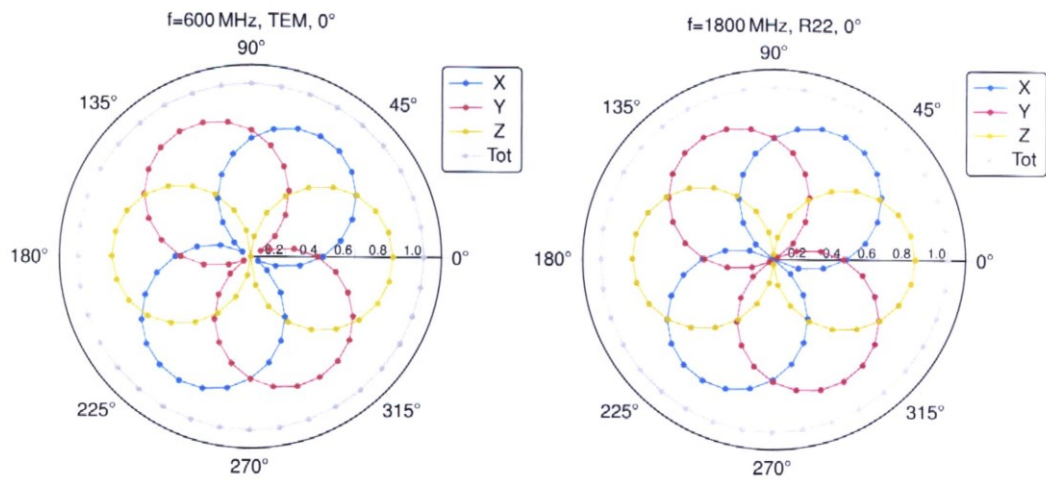 f=600 MHz, TEM, 0°
90°
135°
45°
X
Y
Z
Tot
180°
0.2 0.4 0.6 0.8 1.0
0°
225°
315°
270°
f=1800 MHz, R22, 0°
90°
135°
45°
X
Y
Z
Tot
180°
0.2 0.4 0.6 0.8 1.0
0°
225°
315°
270°